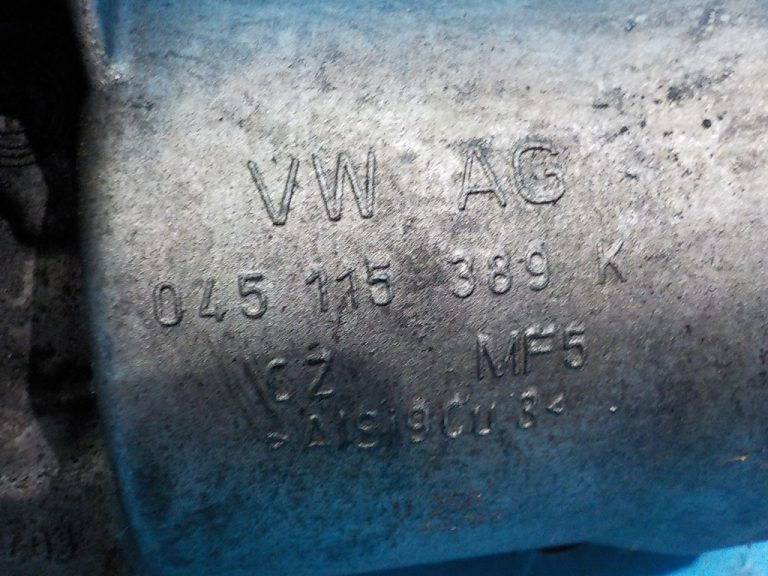 VW AG
045 115 389 K
CZ MF5
>AlSi9Cu3<